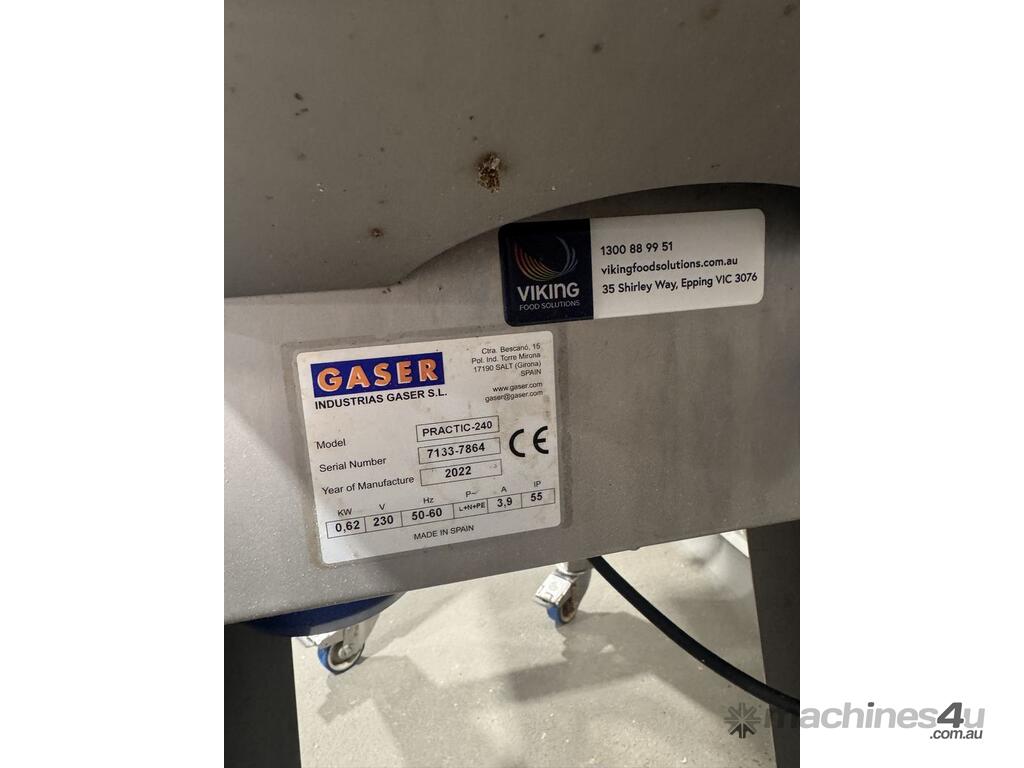 1300 88 99 51
vikingfoodsolutions.com.au
35 Shirley Way, Epping VIC 3076
VIKING
FOOD SOLUTIONS
GASER
INDUSTRIAS GASER S.L.
Ctra. Bescanó, 15
Pol. Ind. Torre Mirona
17190 SALT (Girona)
SPAIN
www.gaser.com
gaser@gaser.com
Model PRACTIC-240
Serial Number 7133-7864
Year of Manufacture 2022
CE
KW V Hz P~ A IP
0,62 230 50-60 L+N+PE 3,9 55
MADE IN SPAIN
machines4u
.com.au